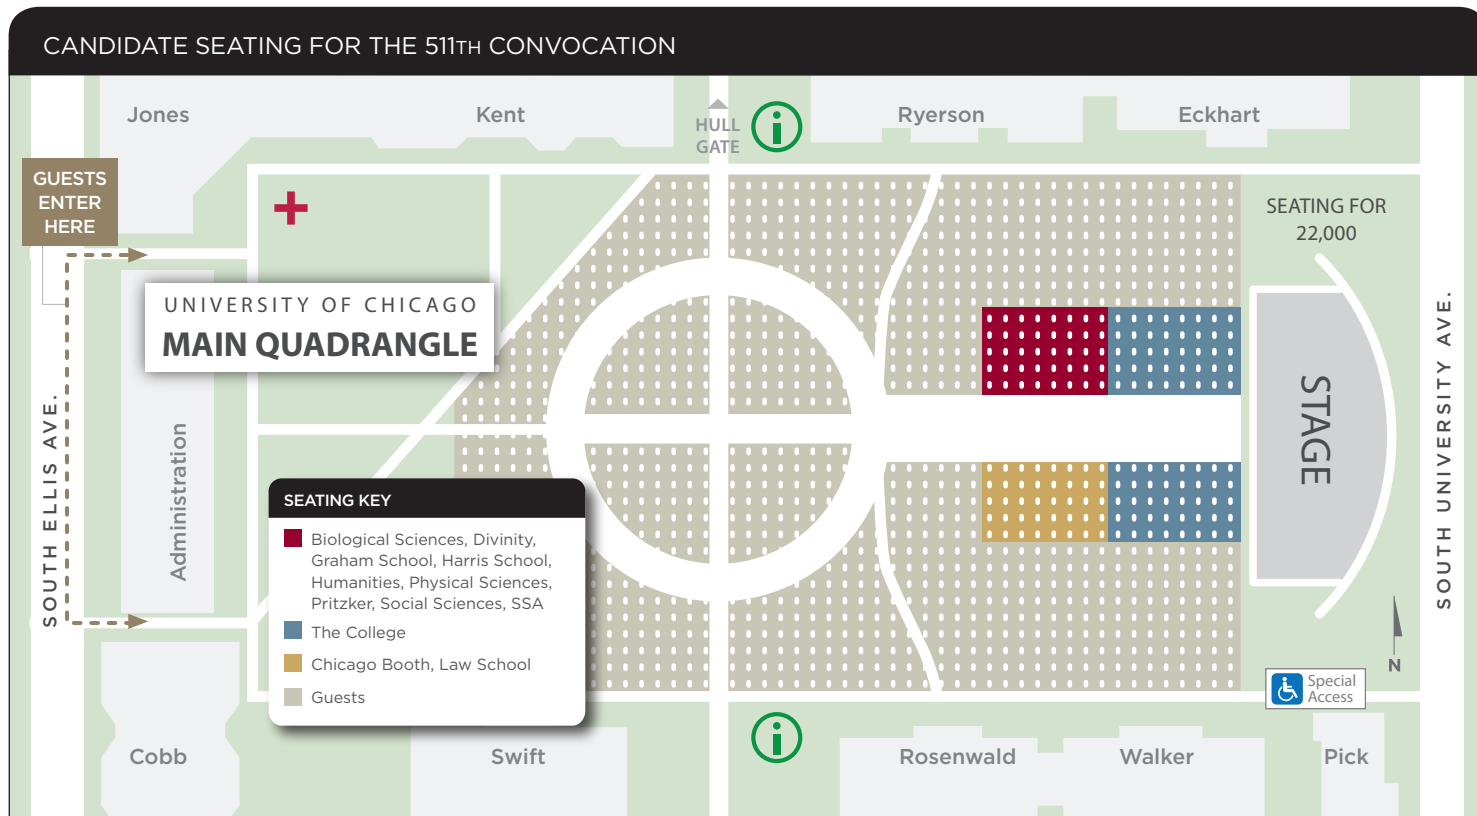 CANDIDATE SEATING FOR THE 511TH CONVOCATION
Jones
Kent
HULL
GATE
Ryerson
Eckhart
GUESTS
ENTER
HERE
SEATING FOR
22,000
UNIVERSITY OF CHICAGO
MAIN QUADRANGLE
SOUTH ELLIS AVE.
Administration
STAGE
SOUTH UNIVERSITY AVE.
SEATING KEY
Biological Sciences, Divinity,
Graham School, Harris School,
Humanities, Physical Sciences,
Pritzker, Social Sciences, SSA
The College
Chicago Booth, Law School
Guests
N
Special
Access
Cobb
Swift
Rosenwald
Walker
Pick